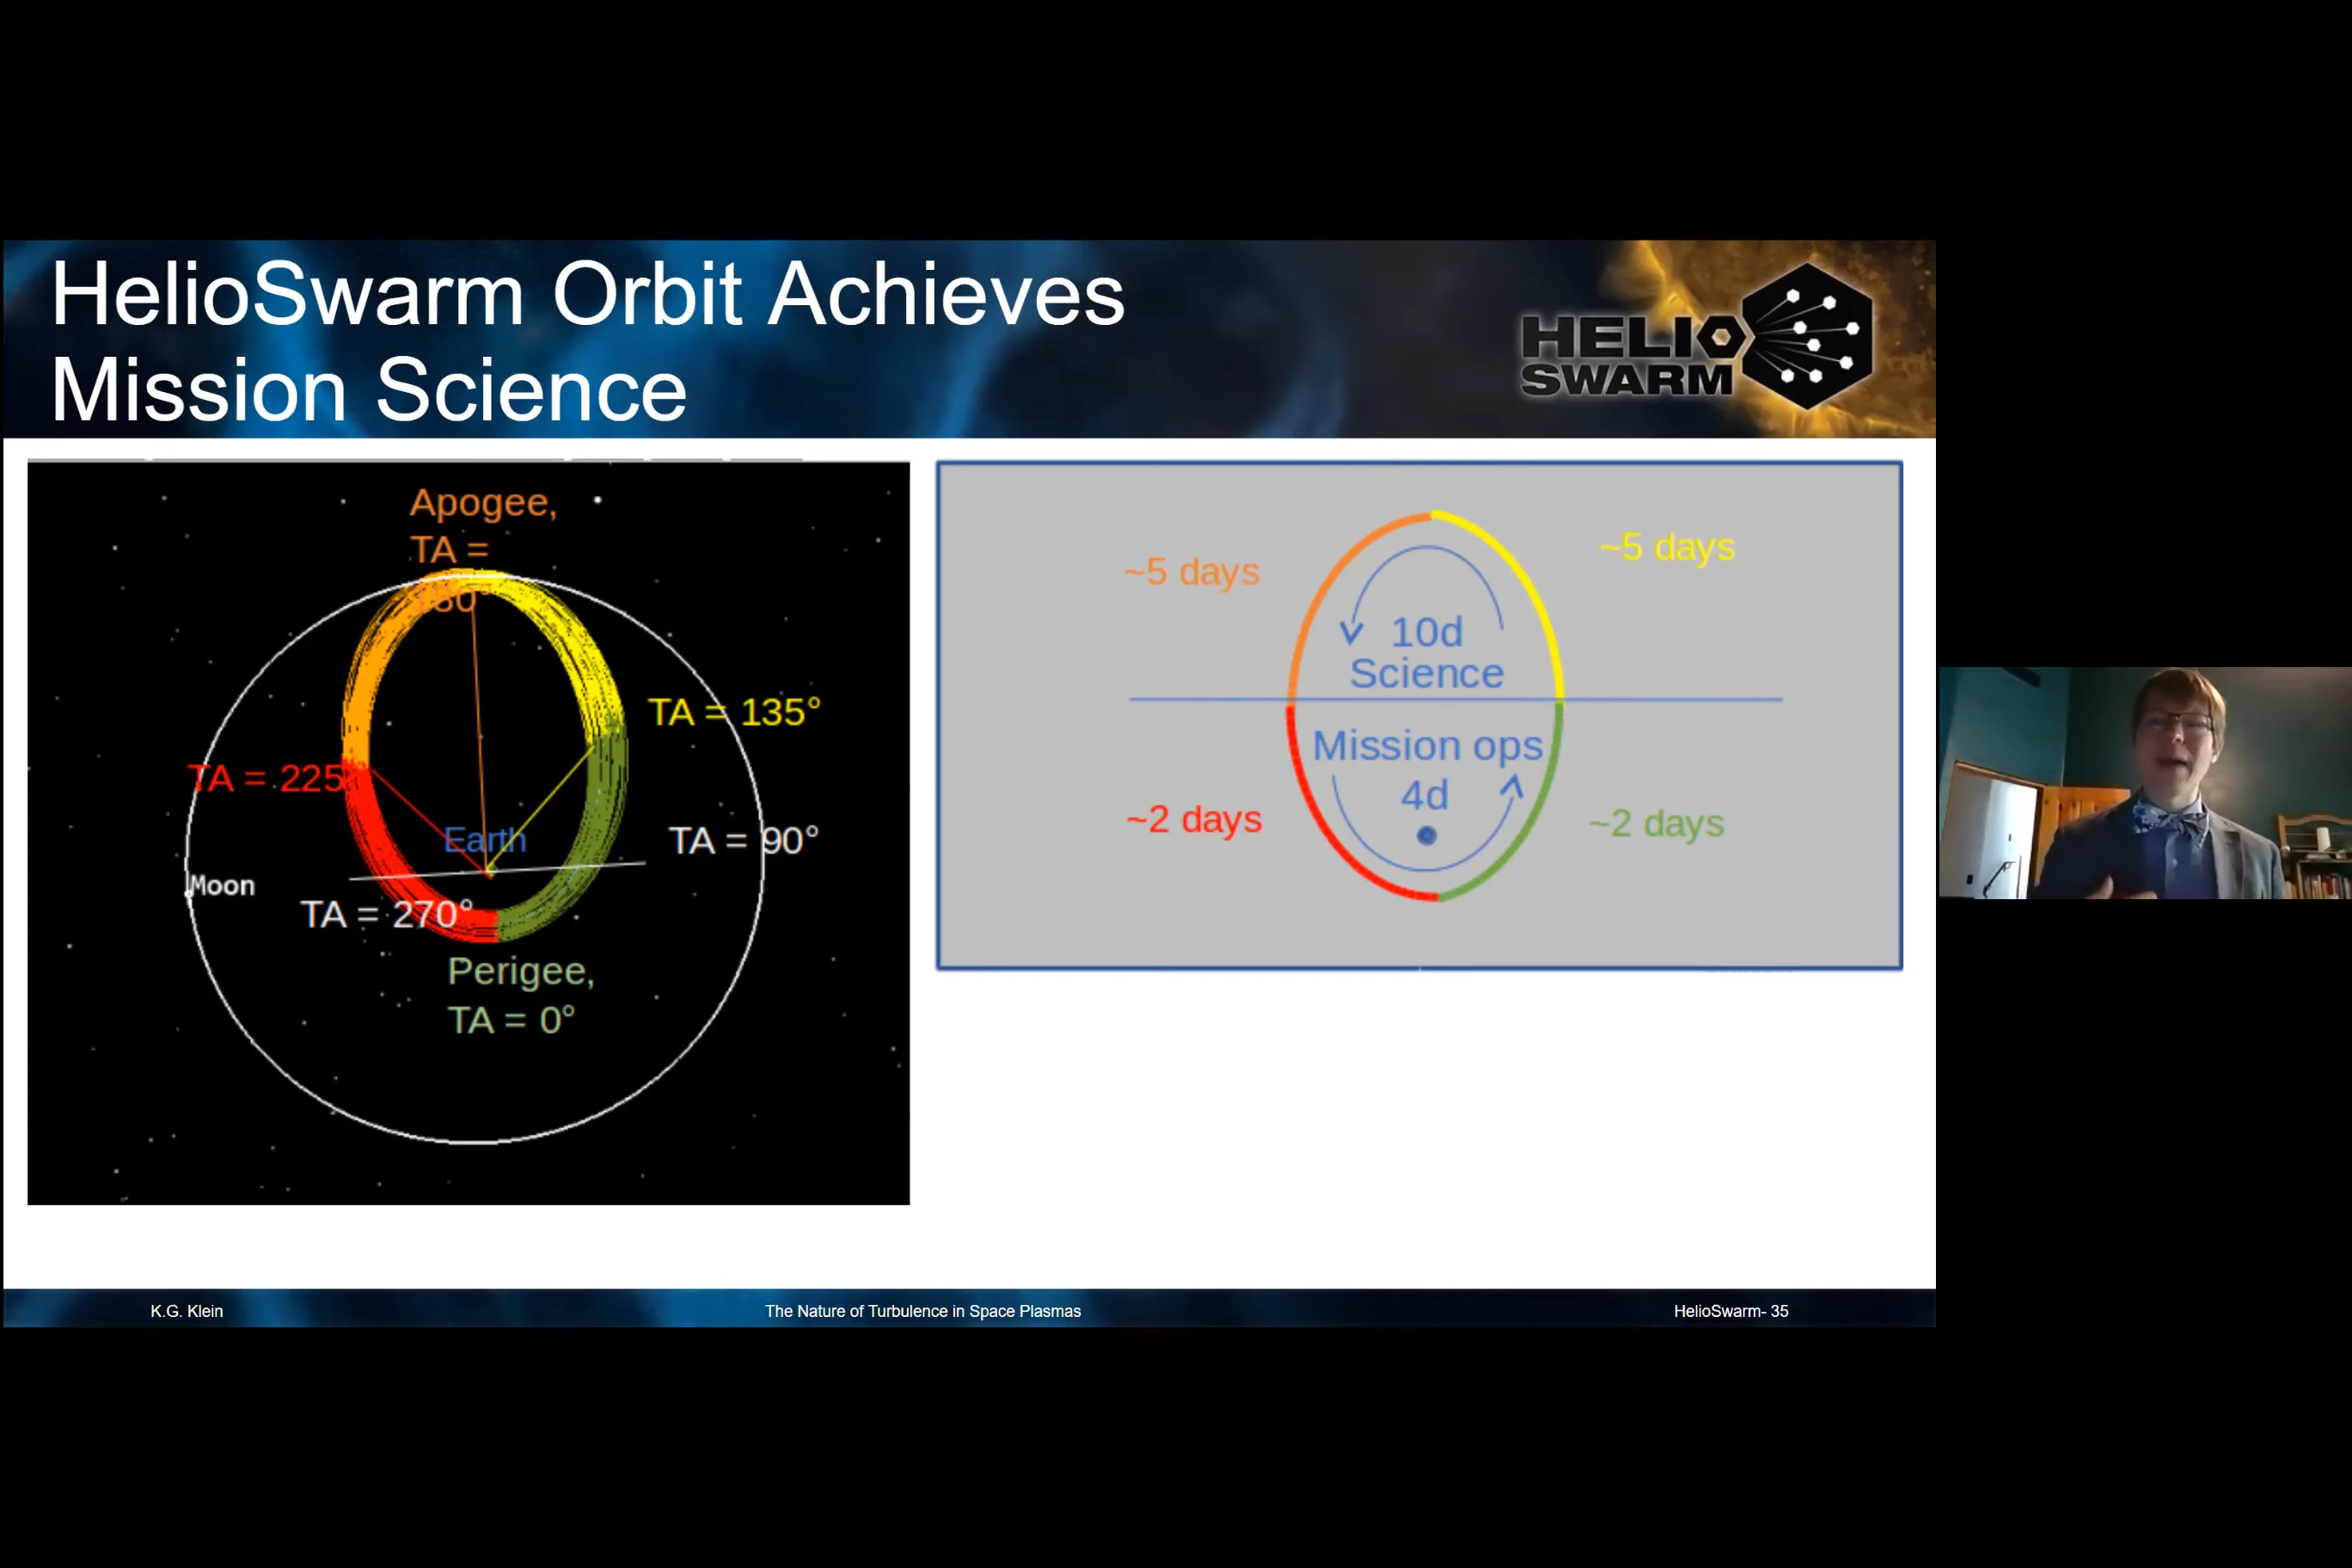 HelioSwarm Orbit Achieves
Mission Science
HELIO
SWARM
Apogee,
TA =
180°
TA = 135°
TA = 225
Earth
TA = 90°
Moon
TA = 270°
Perigee,
TA = 0°
~5 days
~5 days
10d
Science
Mission ops
4d
~2 days
~2 days
K.G. Klein
The Nature of Turbulence in Space Plasmas
HelioSwarm- 35